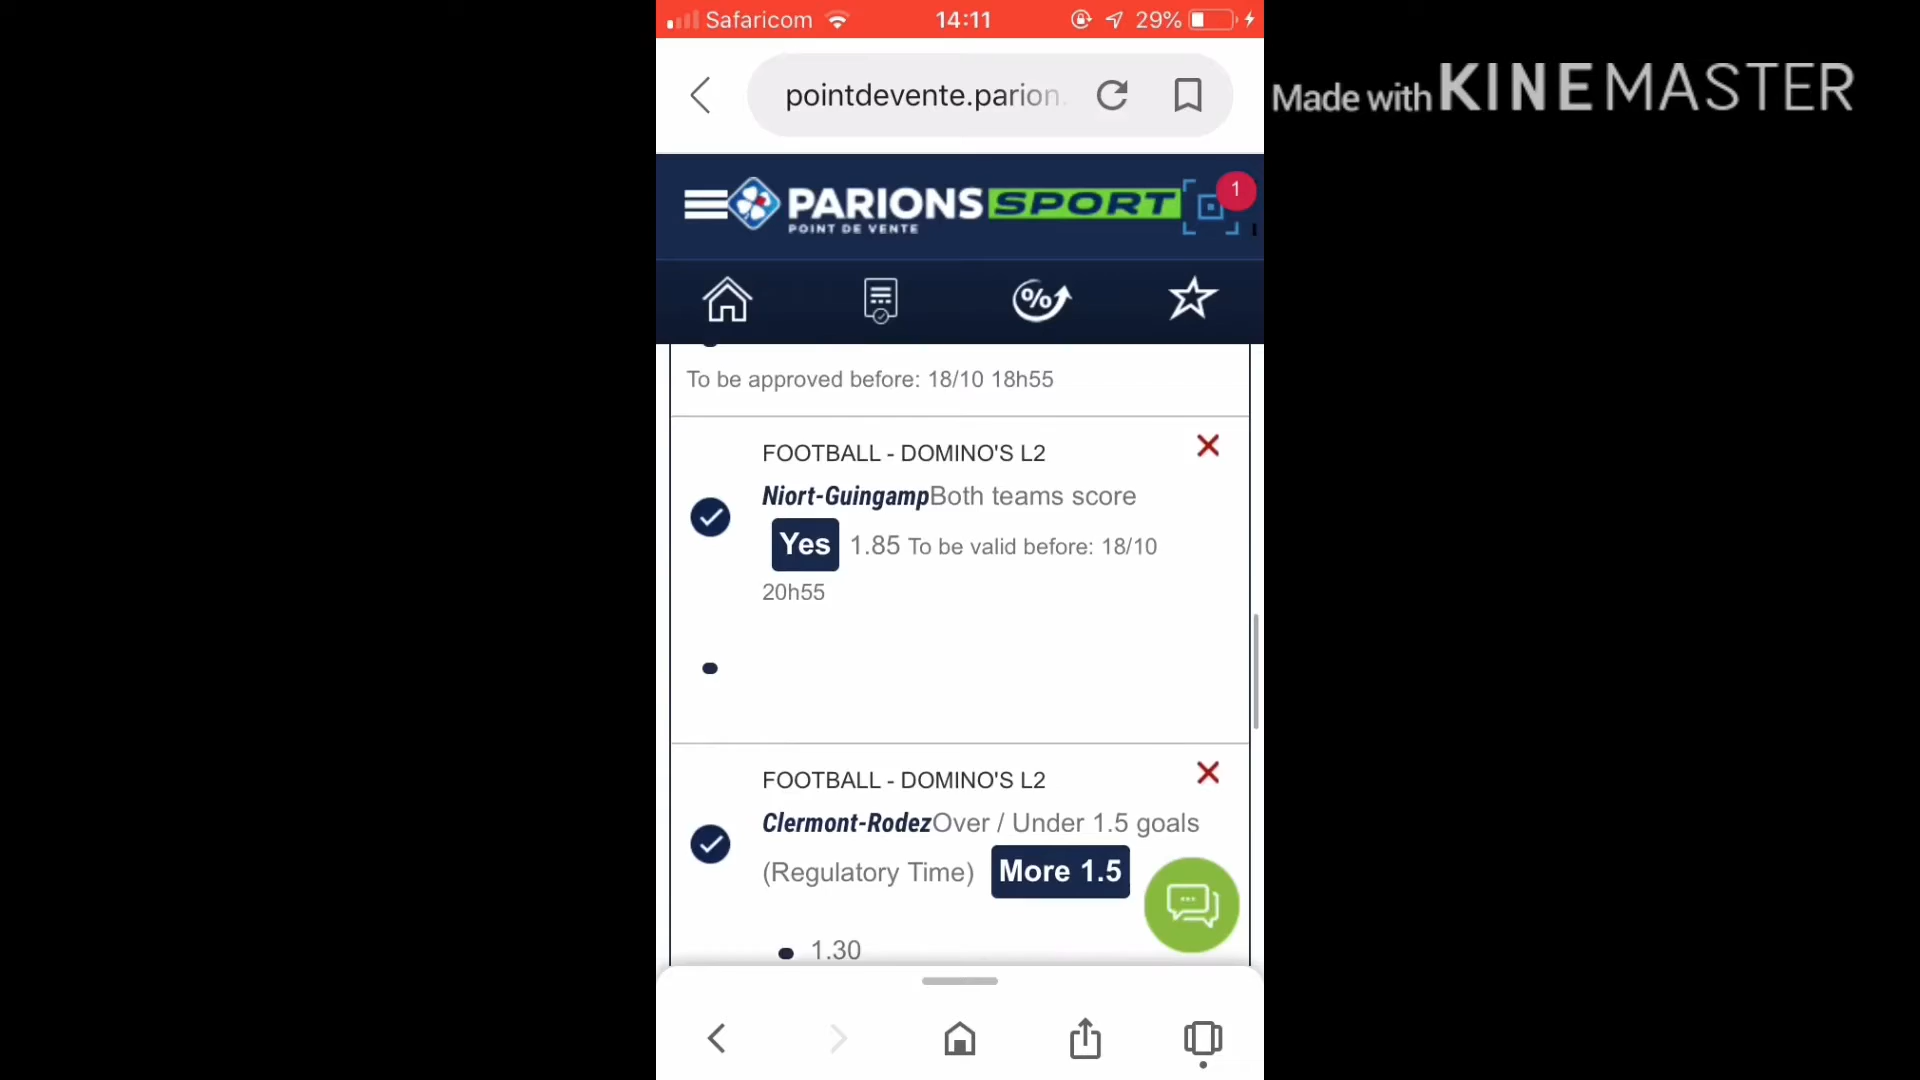 Safaricom 14:11 29%
pointdevente.parion.
Made with KINEMASTER
PARIONS SPORT 1
POINT DE VENTE
%
To be approved before: 18/10 18h55
FOOTBALL - DOMINO'S L2
Niort-Guingamp Both teams score
Yes 1.85 To be valid before: 18/10
20h55
FOOTBALL - DOMINO'S L2
Clermont-Rodez Over / Under 1.5 goals
(Regulatory Time) More 1.5
1.30